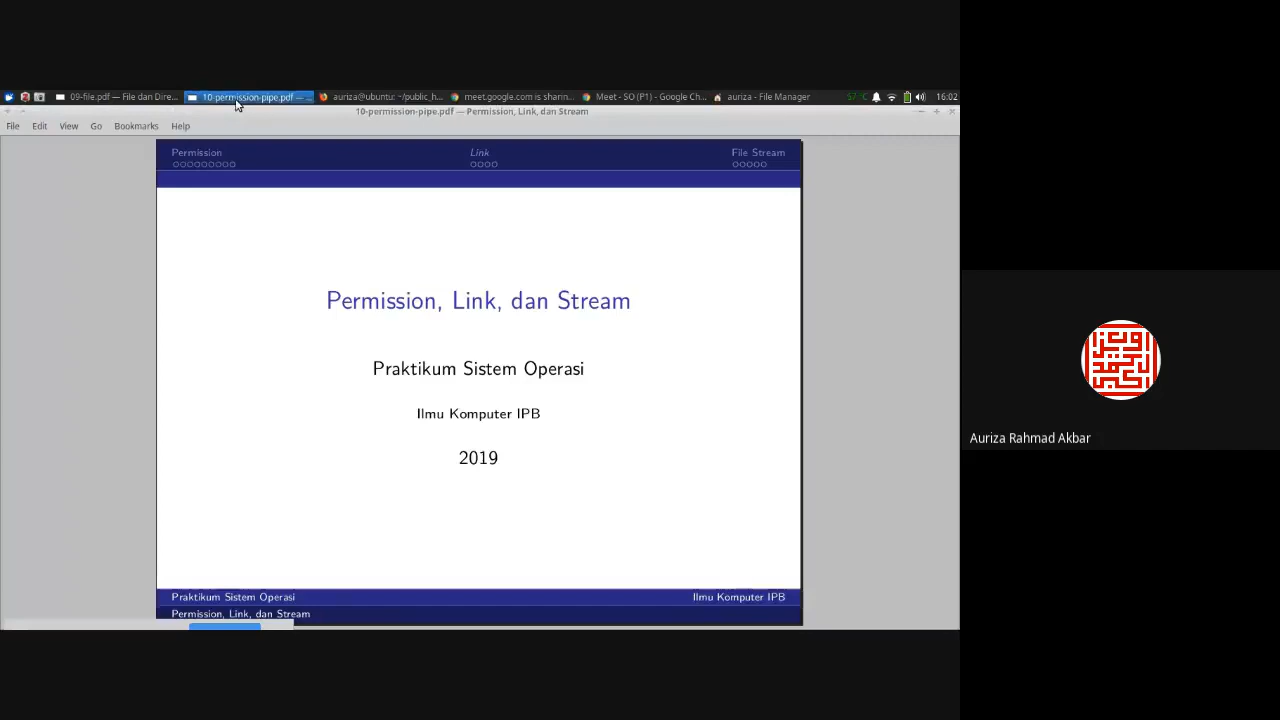 09-file.pdf — File dan Dire...
10-permission-pipe.pdf — ...
auriza@ubuntu: ~/public_h...
meet.google.com is sharin...
Meet - SO (P1) - Google Ch...
auriza - File Manager
57°C
16:02
10-permission-pipe.pdf — Permission, Link, dan Stream
File Edit View Go Bookmarks Help
Permission Link File Stream
Permission, Link, dan Stream
Praktikum Sistem Operasi
Ilmu Komputer IPB
2019
Praktikum Sistem Operasi Ilmu Komputer IPB
Permission, Link, dan Stream
Auriza Rahmad Akbar